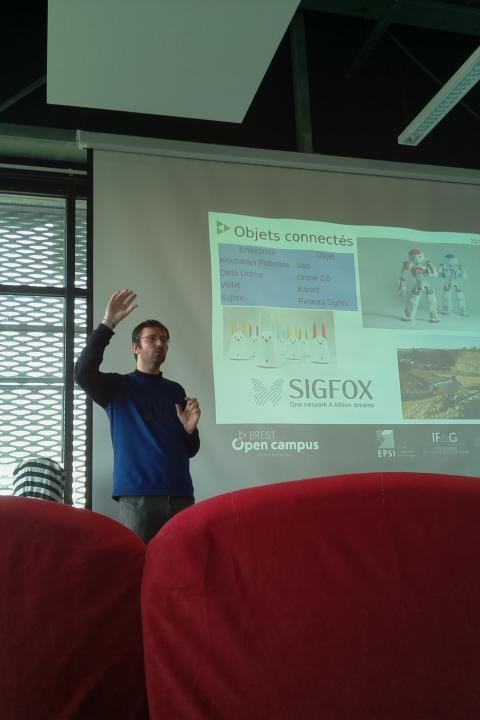 Objets connectés
Entreprise Objet
Aldebaran Robotics Nao
Delta Drone Drone 2.0
Violet Karotz
Sigfox Reseau Sigfox
SIGFOX
One network A billion dreams
BREST
Open campus
EPSI
IFAG